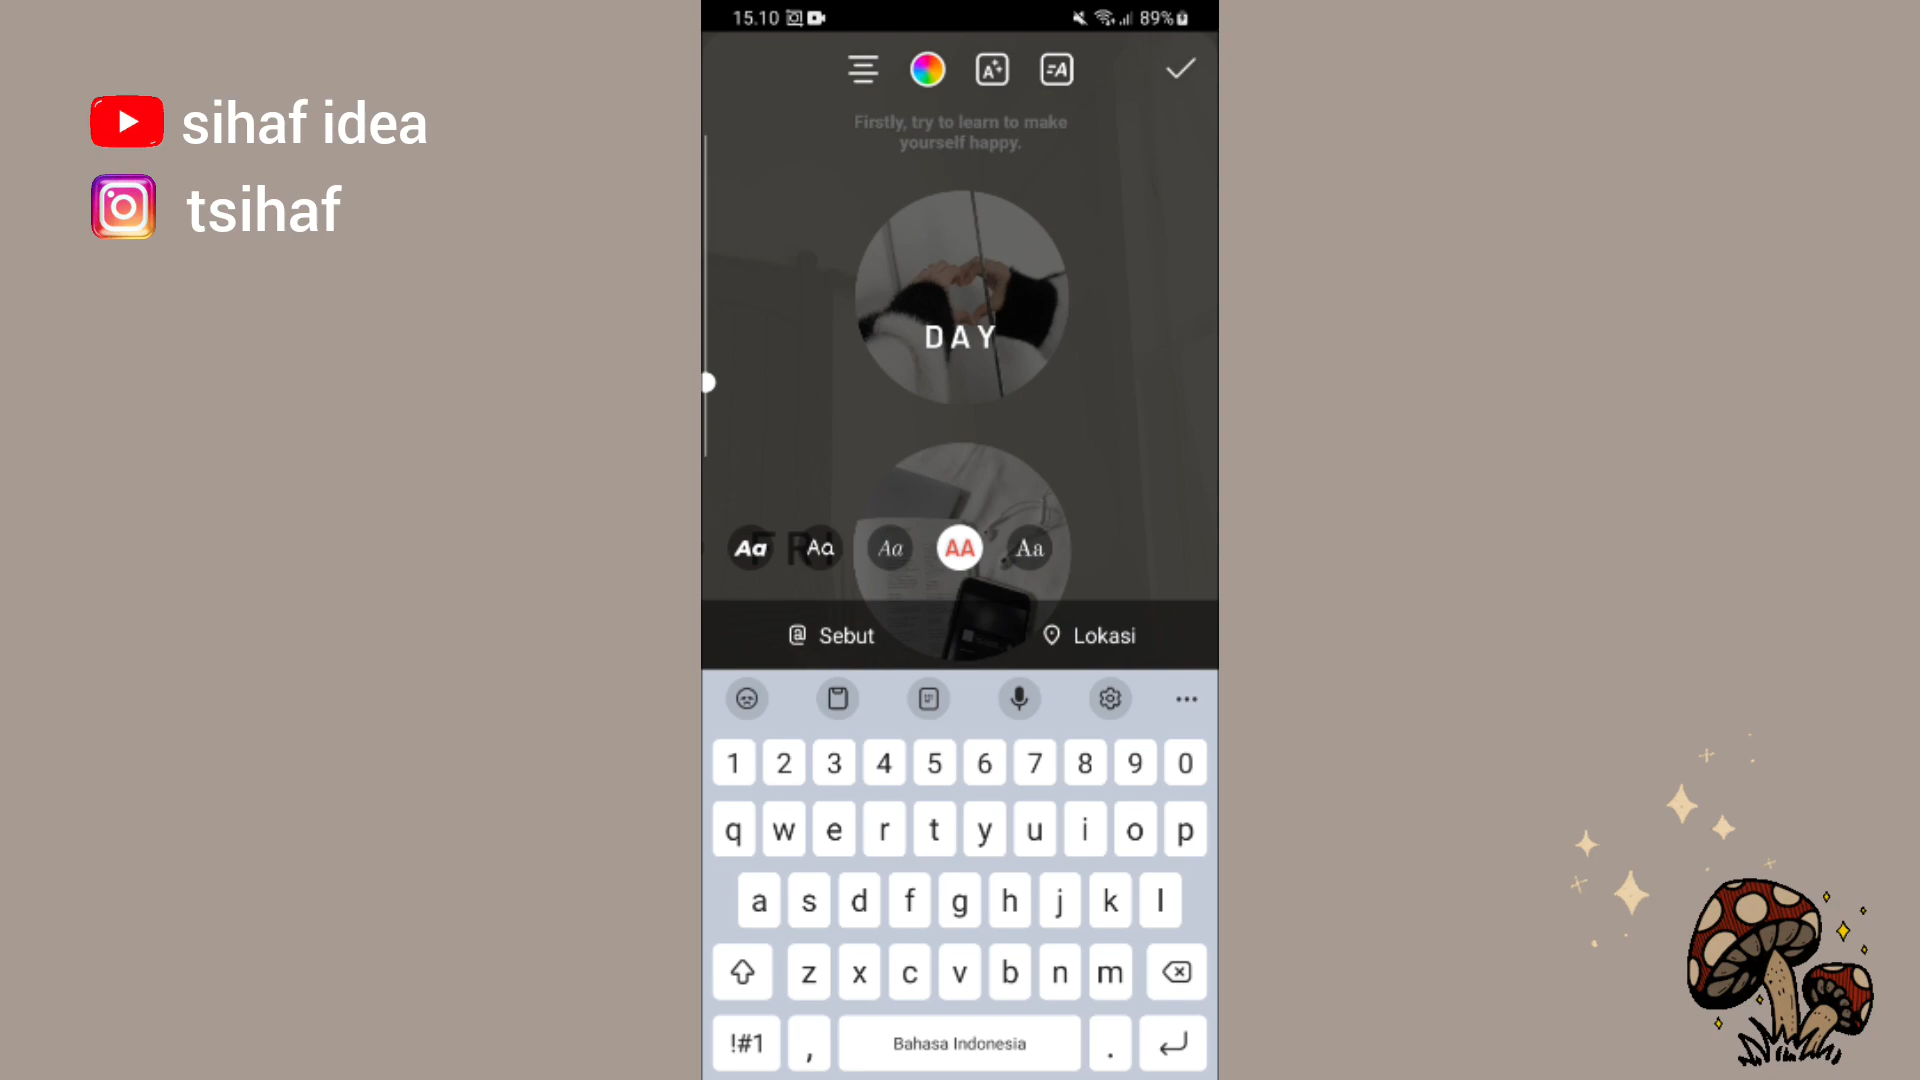 sihaf idea
tsihaf
15.10
89%
Firstly, try to learn to make
yourself happy.
DAY
FRI
Aa Aa Aa AA Aa
Sebut Lokasi
1 2 3 4 5 6 7 8 9 0
q w e r t y u i o p
a s d f g h j k l
z x c v b n m
!#1 , Bahasa Indonesia .